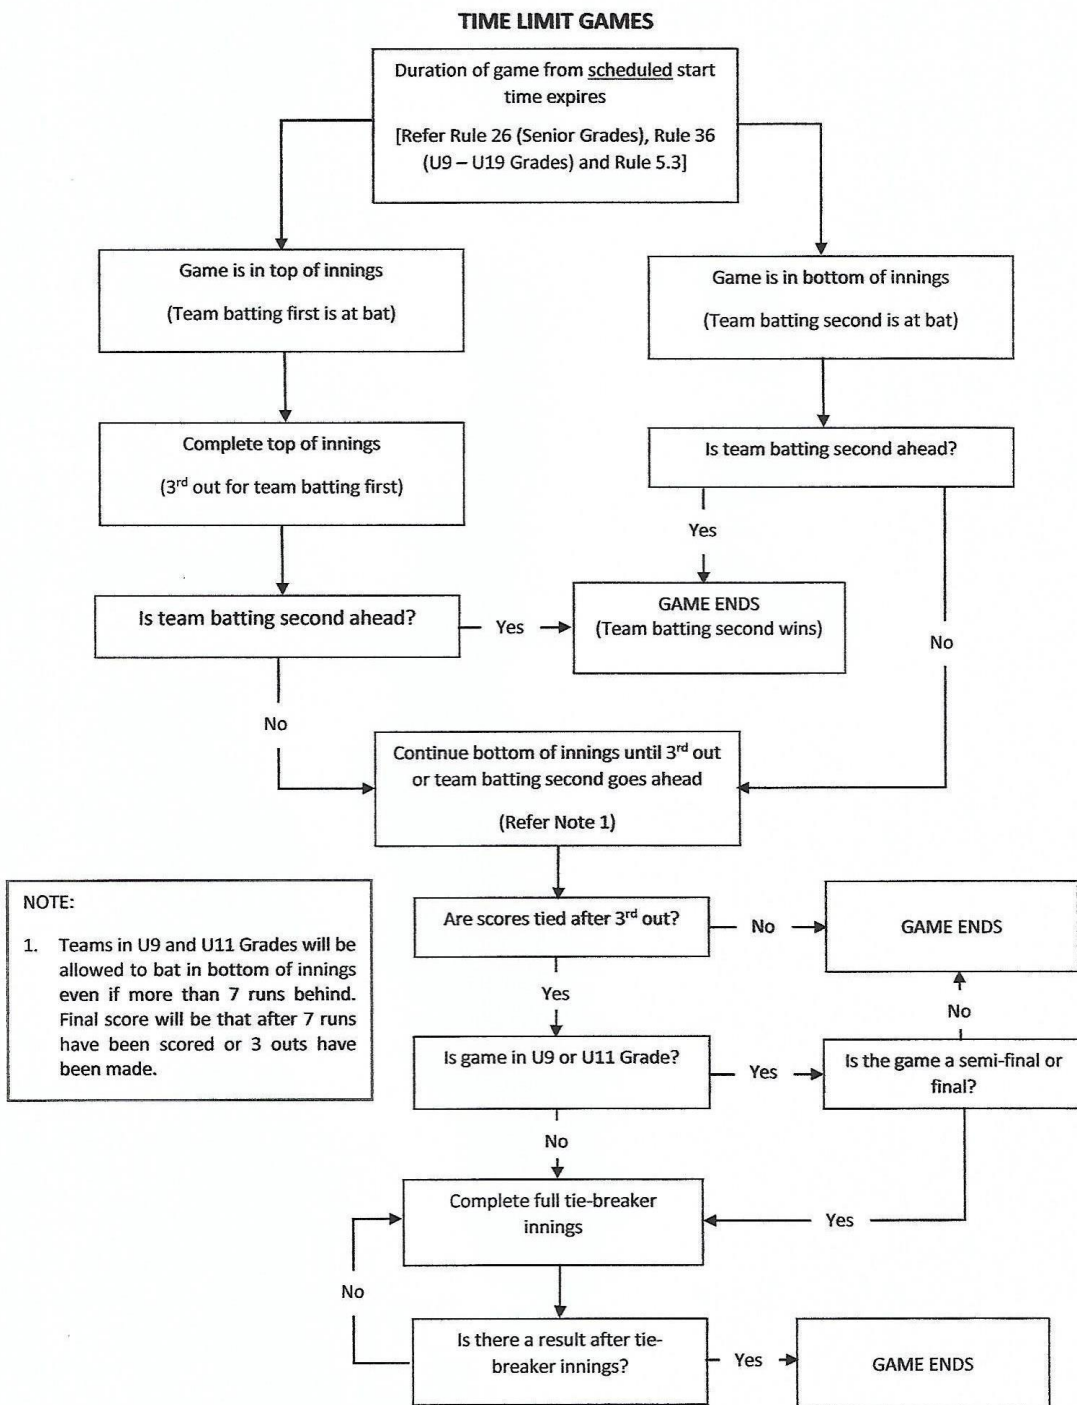 TIME LIMIT GAMES
Duration of game from scheduled start
time expires
[Refer Rule 26 (Senior Grades), Rule 36
(U9 – U19 Grades) and Rule 5.3]
Game is in top of innings
(Team batting first is at bat)
Game is in bottom of innings
(Team batting second is at bat)
Complete top of innings
(3rd out for team batting first)
Is team batting second ahead?
Yes
Is team batting second ahead?
Yes
GAME ENDS
(Team batting second wins)
No
No
Continue bottom of innings until 3rd out
or team batting second goes ahead
(Refer Note 1)
NOTE:
1. Teams in U9 and U11 Grades will be
allowed to bat in bottom of innings
even if more than 7 runs behind.
Final score will be that after 7 runs
have been scored or 3 outs have
been made.
Are scores tied after 3rd out?
No
GAME ENDS
Yes
No
Is game in U9 or U11 Grade?
Yes
Is the game a semi-final or
final?
No
Complete full tie-breaker
innings
Yes
No
Is there a result after tie-
breaker innings?
Yes
GAME ENDS